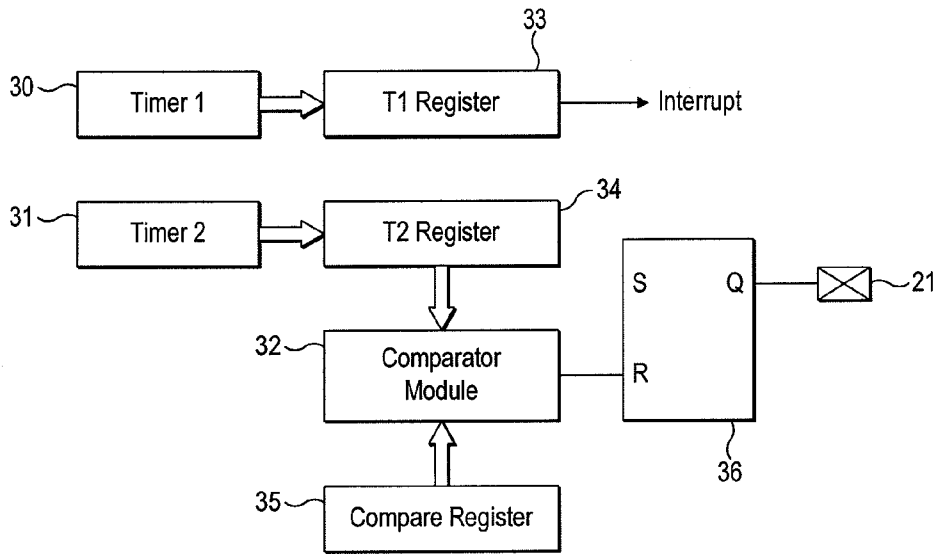 33
30
Timer 1
T1 Register
Interrupt
31
Timer 2
34
T2 Register
S
Q
21
32
Comparator
Module
R
36
35
Compare Register